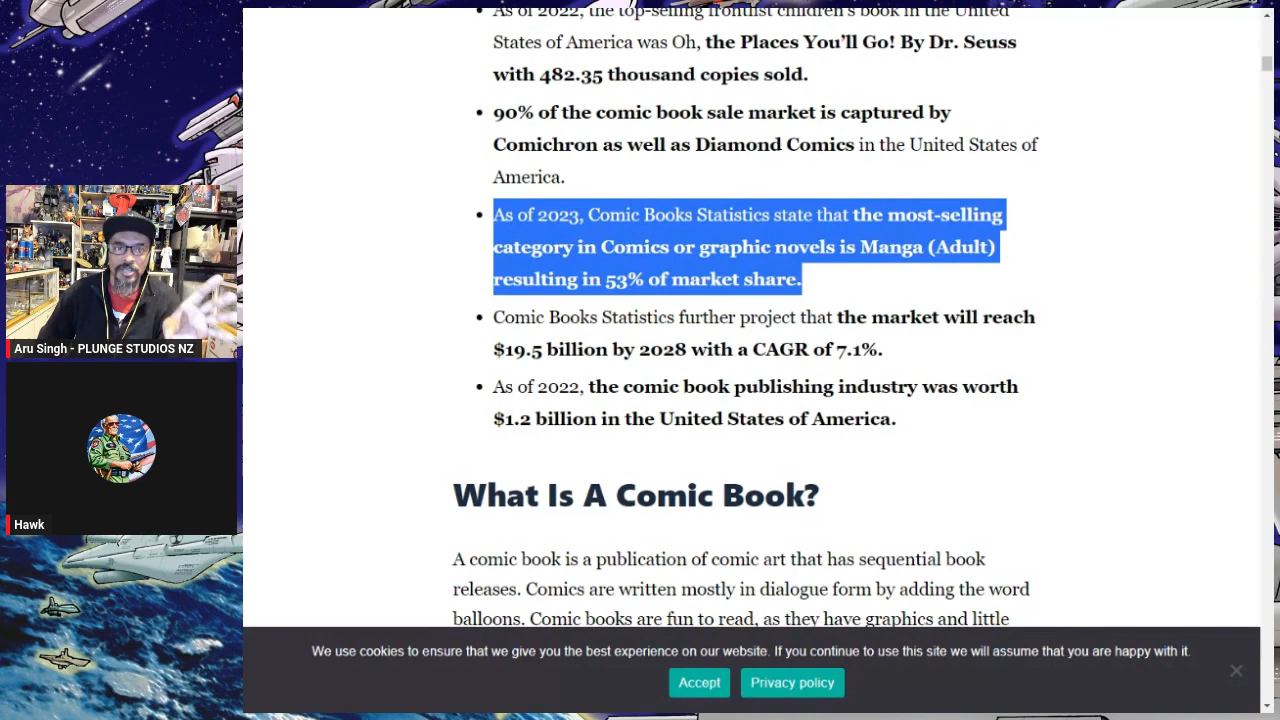 As of 2022, the top-selling frontlist children's book in the United
States of America was Oh, the Places You'll Go! By Dr. Seuss
with 482.35 thousand copies sold.
90% of the comic book sale market is captured by
Comichron as well as Diamond Comics in the United States of
America.
As of 2023, Comic Books Statistics state that the most-selling
category in Comics or graphic novels is Manga (Adult)
resulting in 53% of market share.
Comic Books Statistics further project that the market will reach
$19.5 billion by 2028 with a CAGR of 7.1%.
As of 2022, the comic book publishing industry was worth
$1.2 billion in the United States of America.
What Is A Comic Book?
A comic book is a publication of comic art that has sequential book
releases. Comics are written mostly in dialogue form by adding the word
balloons. Comic books are fun to read, as they have graphics and little
We use cookies to ensure that we give you the best experience on our website. If you continue to use this site we will assume that you are happy with it.
Accept
Privacy policy
Aru Singh - PLUNGE STUDIOS NZ
Hawk